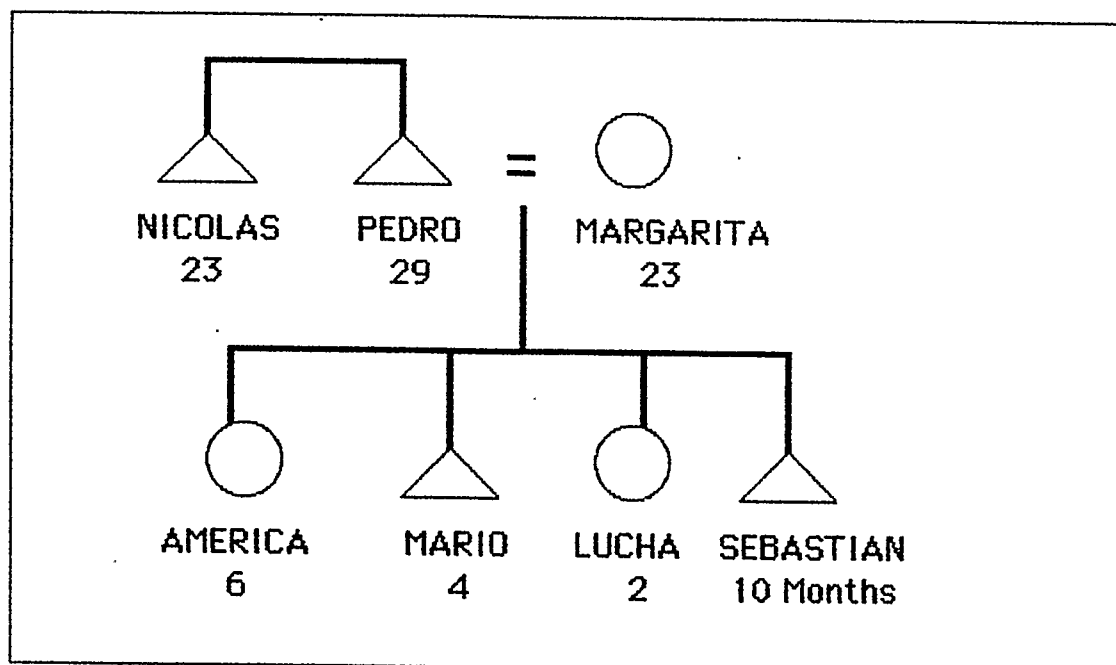 NICOLAS PEDRO MARGARITA
23 29 23
AMERICA MARIO LUCHA SEBASTIAN
6 4 2 10 Months